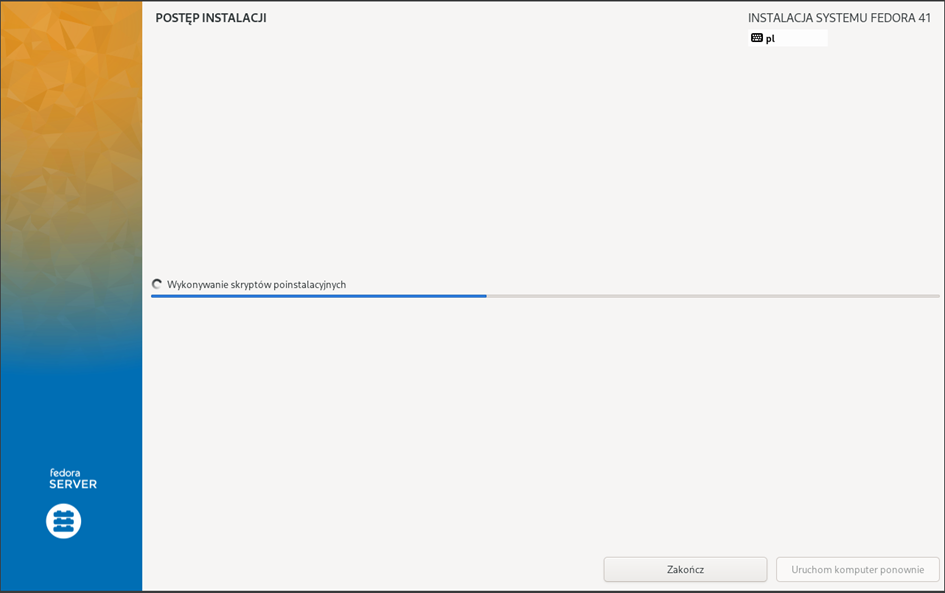 POSTĘP INSTALACJI
INSTALACJA SYSTEMU FEDORA 41
pl
Wykonywanie skryptów poinstalacyjnych
fedora
SERVER
Zakończ
Uruchom komputer ponownie